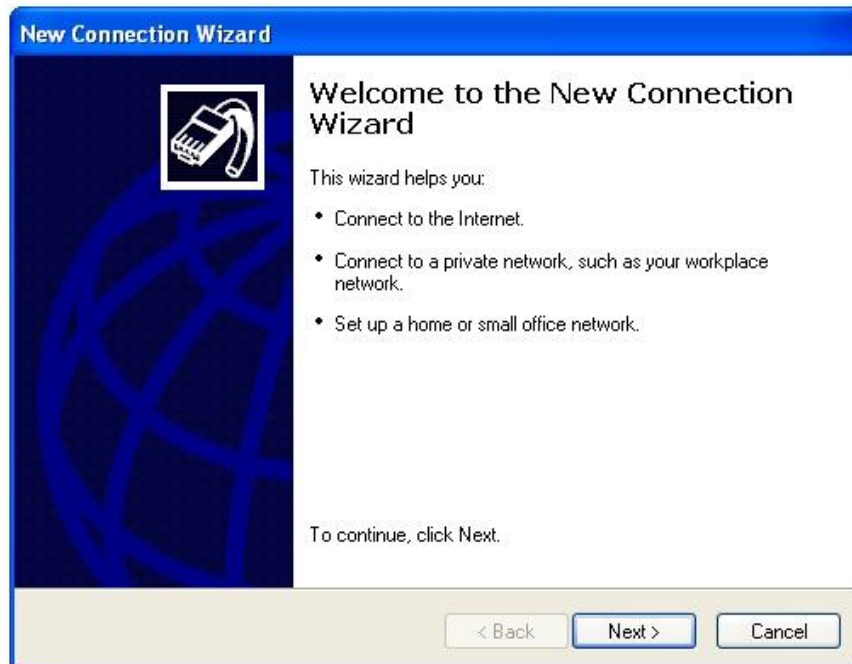 New Connection Wizard
Welcome to the New Connection
Wizard
This wizard helps you:
• Connect to the Internet.
• Connect to a private network, such as your workplace
network.
• Set up a home or small office network.
To continue, click Next.
< Back Next > Cancel